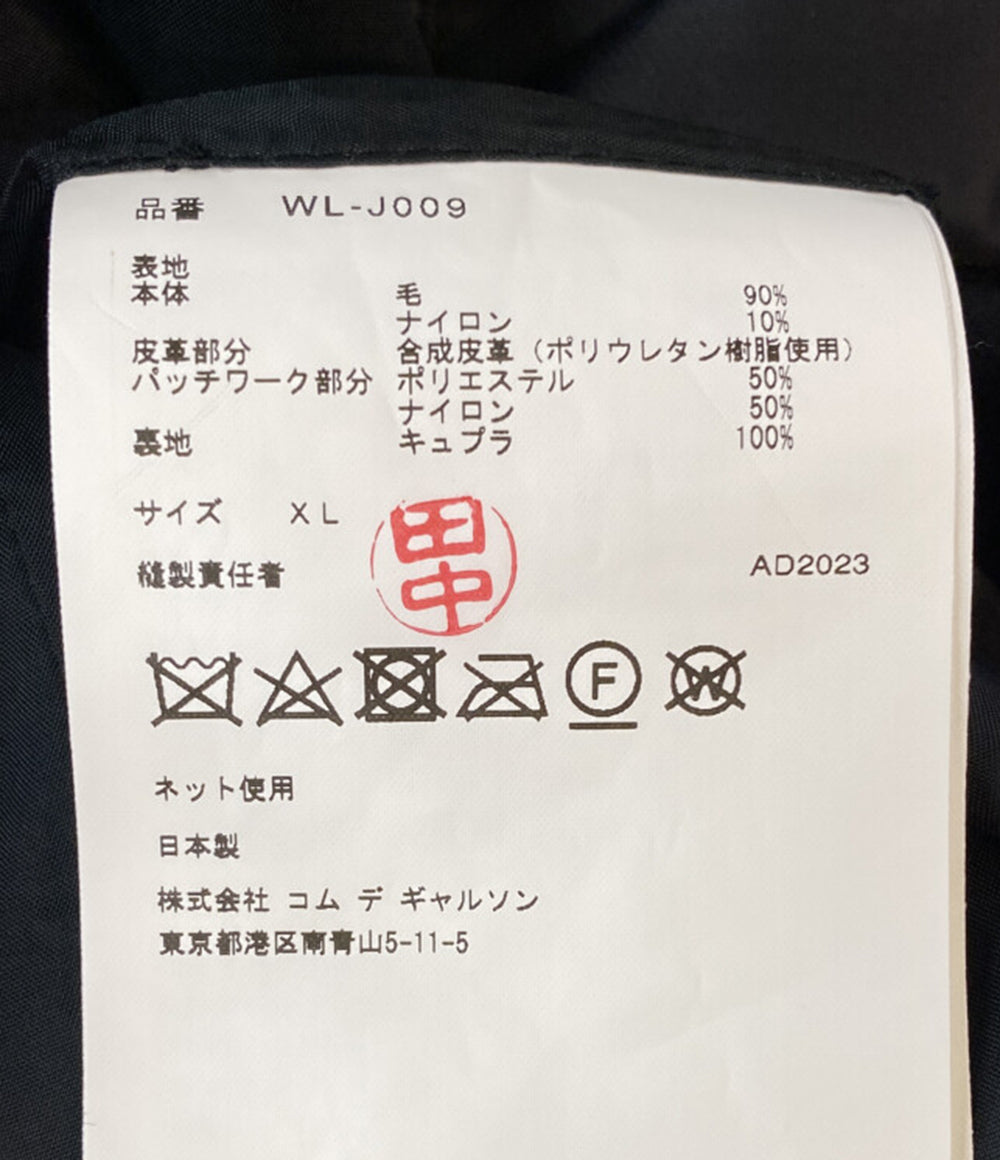 品番 WL-J009
表地
本体 毛 90%
ナイロン 10%
皮革部分 合成皮革（ポリウレタン樹脂使用）
パッチワーク部分 ポリエステル 50%
ナイロン 50%
裏地 キュプラ 100%
サイズ XL
田中
縫製責任者 AD2023
F W
ネット使用
日本製
株式会社 コム デ ギャルソン
東京都港区南青山5-11-5